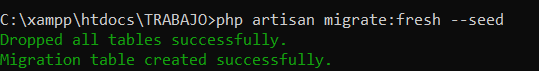 C:\xampp\htdocs\TRABAJO>php artisan migrate:fresh --seed
Dropped all tables successfully.
Migration table created successfully.